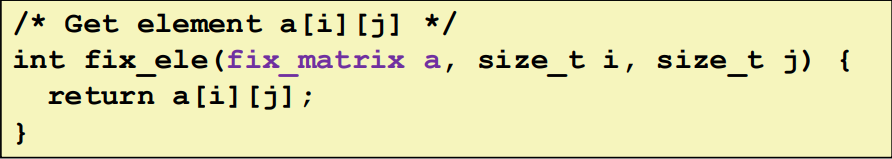 /* Get element a[i][j] */
int fix_ele(fix_matrix a, size_t i, size_t j) {
  return a[i][j];
}